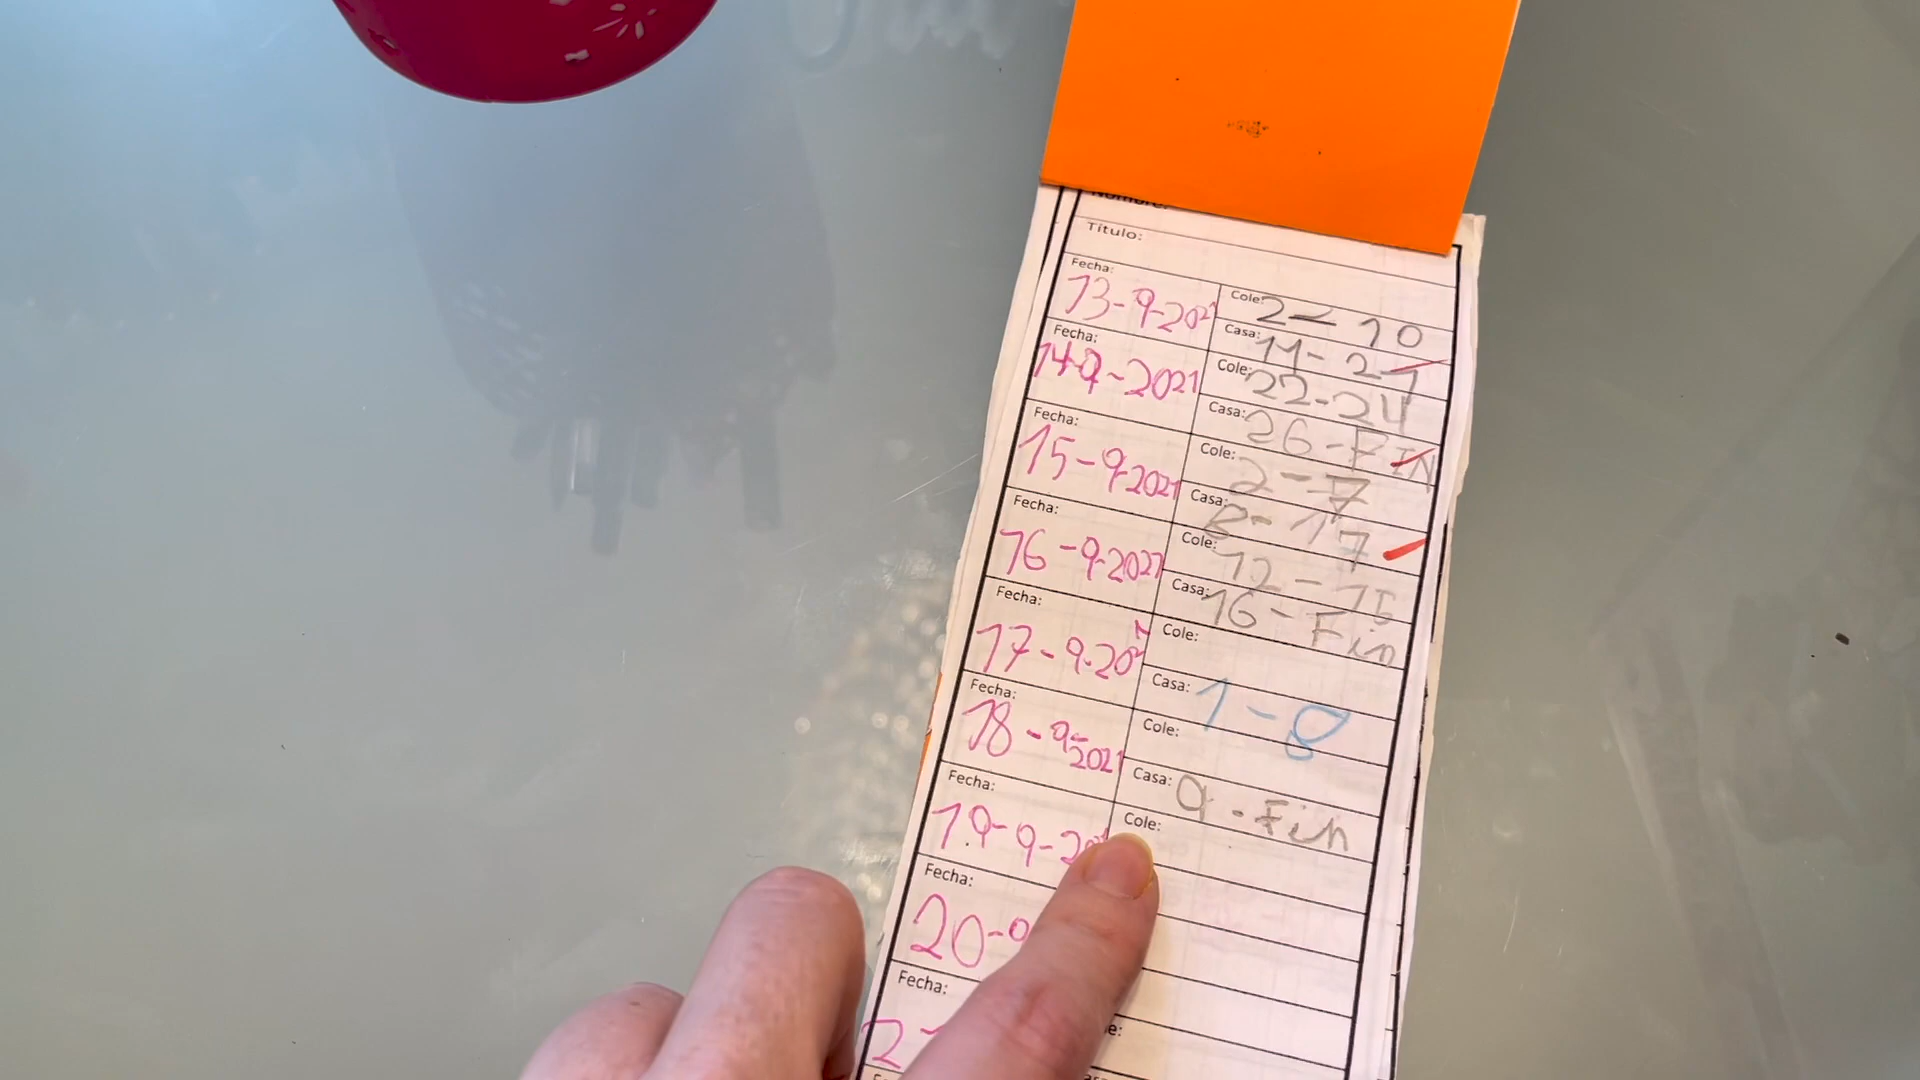 Nombre:
Título:
Fecha: 13-9-2021
Cole: 2-10
Casa: 11-21
Fecha: 14-9-2021
Cole: 22-24
Casa: 26-FIN
Fecha: 15-9-2021
Cole: 2-7
Casa: 8-17
Fecha: 16-9-2021
Cole: 12-15
Casa: 16-Fin
Fecha: 17-9-2021
Cole:
Casa: 1-8
Fecha: 18-9-2021
Cole:
Casa: 9-Fin
Fecha: 19-9-20
Cole:
Fecha: 20-9
Fecha: